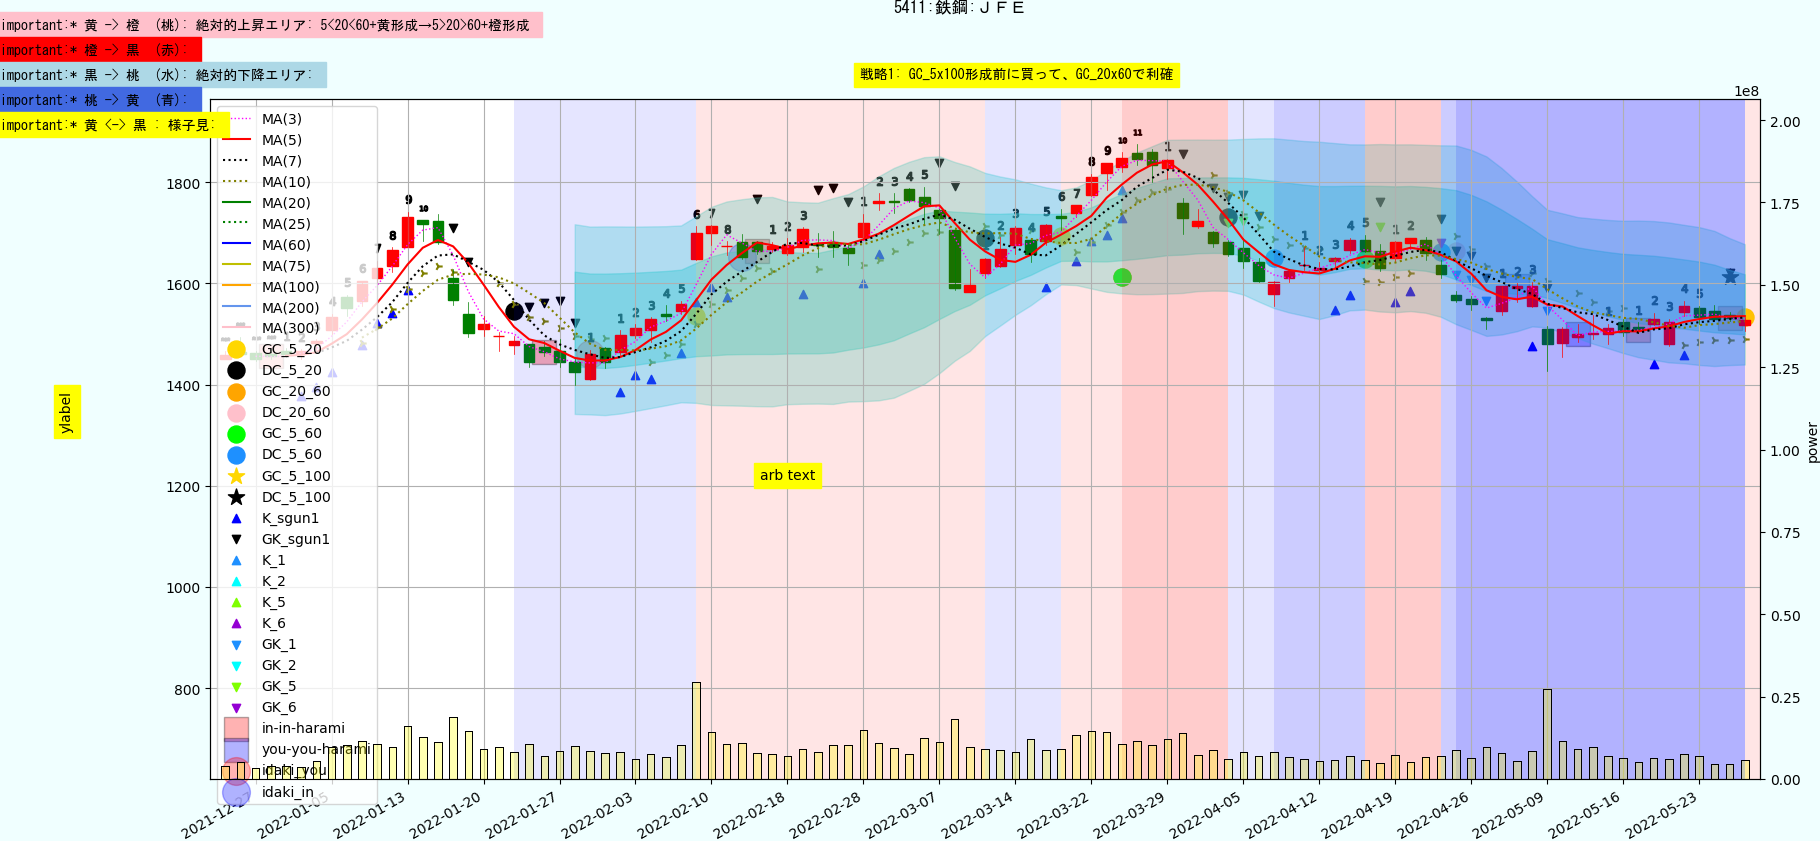 5411:鉄鋼:ＪＦＥ
important:* 黄 -> 橙 (桃): 絶対的上昇エリア: 5<20<60+黄形成→5>20>60+橙形成
important:* 橙 -> 黒 (赤):
important:* 黒 -> 桃 (水): 絶対的下降エリア:
戦略1: GC_5x100形成前に買って、GC_20x60で利確
important:* 桃 -> 黄 (青):
important:* 黄 <-> 黒 : 様子見:
1e8
MA(3)
MA(5)
MA(7)
MA(10)
MA(20)
MA(25)
MA(60)
MA(75)
MA(100)
MA(200)
MA(300)
GC_5_20
DC_5_20
GC_20_60
DC_20_60
GC_5_60
DC_5_60
GC_5_100
DC_5_100
K_sgun1
GK_sgun1
K_1
K_2
K_5
K_6
GK_1
GK_2
GK_5
GK_6
in-in-harami
you-you-harami
idaki_you
idaki_in
1800
1600
1400
1200
1000
800
ylabel
arb text
2.00
1.75
1.50
1.25
1.00
0.75
0.50
0.25
0.00
power
2021-12-27
2022-01-05
2022-01-13
2022-01-20
2022-01-27
2022-02-03
2022-02-10
2022-02-18
2022-02-28
2022-03-07
2022-03-14
2022-03-22
2022-03-29
2022-04-05
2022-04-12
2022-04-19
2022-04-26
2022-05-09
2022-05-16
2022-05-23